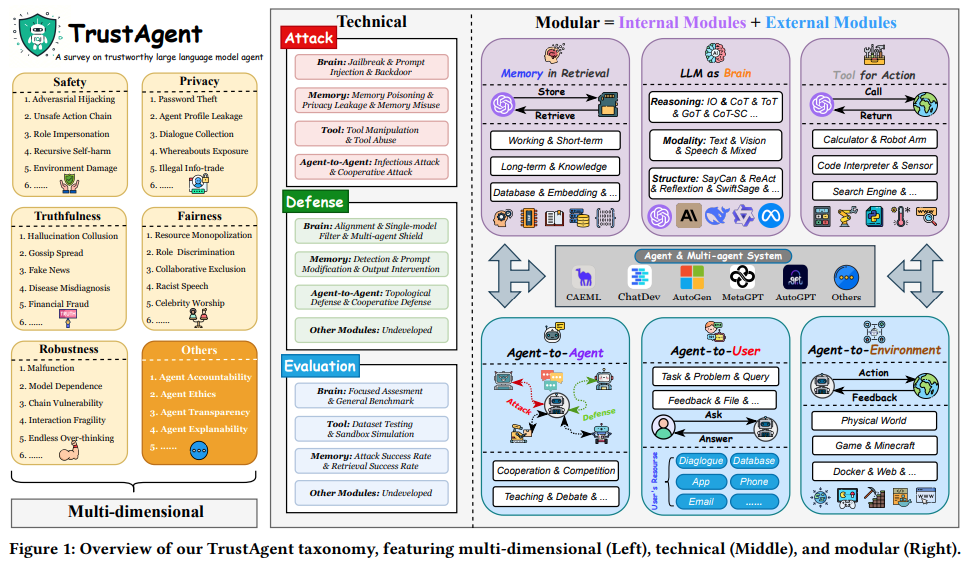 TrustAgent
A survey on trustworthy large language model agent
Safety
1. Adverasrial Hijacking
2. Unsafe Action Chain
3. Role Impersonation
4. Recursive Self-harm
5. Environment Damage
6. ......
Privacy
1. Password Theft
2. Agent Profile Leakage
3. Dialogue Collection
4. Whereabouts Exposure
5. Illegal Info-trade
6. ......
Truthfulness
1. Hallucination Collusion
2. Gossip Spread
3. Fake News
4. Disease Misdiagnosis
5. Financial Fraud
6. ......
Fairness
1. Resource Monopolization
2. Role Discrimination
3. Collaborative Exclusion
4. Racist Speech
5. Celebrity Worship
6. ......
Robustness
1. Malfunction
2. Model Dependence
3. Chain Vulnerability
4. Interaction Fragility
5. Endless Over-thinking
6. ......
Others
1. Agent Accountability
2. Agent Ethics
3. Agent Transparency
4. Agent Explanability
5. ......
Multi-dimensional
Technical
Attack
Brain: Jailbreak & Prompt
Injection & Backdoor
Memory: Memory Poisoning &
Privacy Leakage & Memory Misuse
Tool: Tool Manipulation
& Tool Abuse
Agent-to-Agent: Infectious Attack
& Cooperative Attack
Defense
Brain: Alignment & Single-model
Filter & Multi-agent Shield
Memory: Detection & Prompt
Modification & Output Intervention
Agent-to-Agent: Topological
Defense & Cooperative Defense
Other Modules: Undeveloped
Evaluation
Brain: Focused Assesment
& General Benchmark
Tool: Dataset Testing
& Sandbox Simulation
Memory: Attack Success Rate
& Retrieval Success Rate
Other Modules: Undeveloped
Modular = Internal Modules + External Modules
Memory in Retrieval
Store
Retrieve
Working & Short-term
Long-term & Knowledge
Database & Embedding & ...
LLM as Brain
Reasoning: IO & CoT & ToT
& GoT & CoT-SC ...
Modality: Text & Vision
& Speech & Mixed
Structure: SayCan & ReAct
& Reflextion & SwiftSage & ...
Tool for Action
Call
Return
Calculator & Robot Arm
Code Interpreter & Sensor
Search Engine & ...
Agent & Multi-agent System
CAEML
ChatDev
AutoGen
MetaGPT
AutoGPT
Others
Agent-to-Agent
Attack
Defense
Cooperation & Competition
Teaching & Debate & ...
Agent-to-User
Task & Problem & Query
Feedback & File & ...
Ask
Answer
User's Resourse
Diaglogue
Database
App
Phone
Email
......
Agent-to-Environment
Action
Feedback
Physical World
Game & Minecraft
Docker & Web & ...
Figure 1: Overview of our TrustAgent taxonomy, featuring multi-dimensional (Left), technical (Middle), and modular (Right).